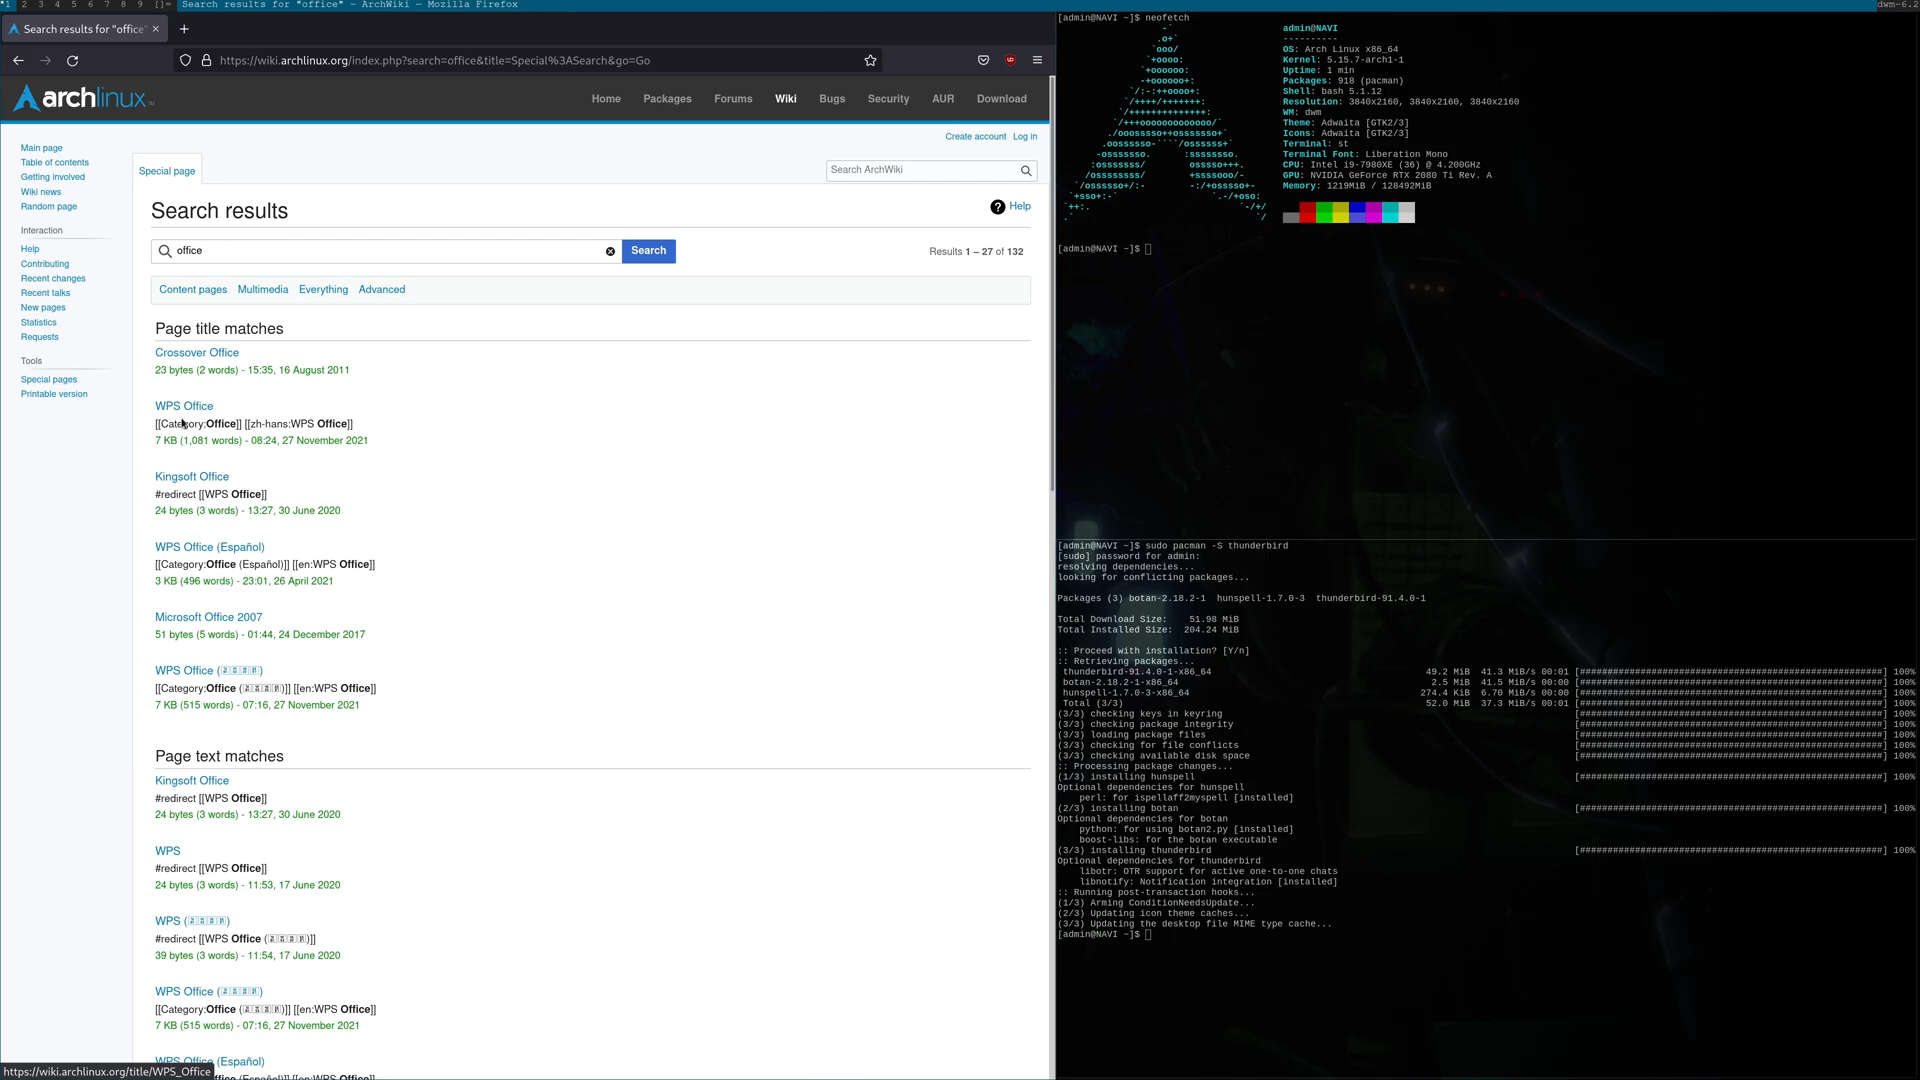 1 2 3 4 5 6 7 8 9 []= Search results for "office" - ArchWiki — Mozilla Firefox
dwm-6.2
Search results for "office"
https://wiki.archlinux.org/index.php?search=office&title=Special%3ASearch&go=Go
archlinux
Home Packages Forums Wiki Bugs Security AUR Download
Create account Log in
Main page
Table of contents
Getting involved
Wiki news
Random page
Interaction
Help
Contributing
Recent changes
Recent talks
New pages
Statistics
Requests
Tools
Special pages
Printable version
Special page
Search ArchWiki
Search results
Help
office
Search
Results 1 – 27 of 132
Content pages Multimedia Everything Advanced
Page title matches
Crossover Office
23 bytes (2 words) - 15:35, 16 August 2011
WPS Office
[[Category:Office]] [[zh-hans:WPS Office]]
7 KB (1,081 words) - 08:24, 27 November 2021
Kingsoft Office
#redirect [[WPS Office]]
24 bytes (3 words) - 13:27, 30 June 2020
WPS Office (Español)
[[Category:Office (Español)]] [[en:WPS Office]]
3 KB (496 words) - 23:01, 26 April 2021
Microsoft Office 2007
51 bytes (5 words) - 01:44, 24 December 2017
WPS Office ()
[[Category:Office ()]] [[en:WPS Office]]
7 KB (515 words) - 07:16, 27 November 2021
Page text matches
Kingsoft Office
#redirect [[WPS Office]]
24 bytes (3 words) - 13:27, 30 June 2020
WPS
#redirect [[WPS Office]]
24 bytes (3 words) - 11:53, 17 June 2020
WPS ()
#redirect [[WPS Office ()]]
39 bytes (3 words) - 11:54, 17 June 2020
WPS Office ()
[[Category:Office ()]] [[en:WPS Office]]
7 KB (515 words) - 07:16, 27 November 2021
WPS Office (Español)
https://wiki.archlinux.org/title/WPS_Office
ffice (Español)]] [[en:WPS Office]]
[admin@NAVI ~]$ neofetch
admin@NAVI
----------
OS: Arch Linux x86_64
Kernel: 5.15.7-arch1-1
Uptime: 1 min
Packages: 918 (pacman)
Shell: bash 5.1.12
Resolution: 3840x2160, 3840x2160, 3840x2160
WM: dwm
Theme: Adwaita [GTK2/3]
Icons: Adwaita [GTK2/3]
Terminal: st
Terminal Font: Liberation Mono
CPU: Intel i9-7980XE (36) @ 4.200GHz
GPU: NVIDIA GeForce RTX 2080 Ti Rev. A
Memory: 1219MiB / 128492MiB
[admin@NAVI ~]$
[admin@NAVI ~]$ sudo pacman -S thunderbird
[sudo] password for admin:
resolving dependencies...
looking for conflicting packages...
Packages (3) botan-2.18.2-1 hunspell-1.7.0-3 thunderbird-91.4.0-1
Total Download Size: 51.98 MiB
Total Installed Size: 204.24 MiB
:: Proceed with installation? [Y/n]
:: Retrieving packages...
thunderbird-91.4.0-1-x86_64 49.2 MiB 41.3 MiB/s 00:01 100%
botan-2.18.2-1-x86_64 2.5 MiB 41.5 MiB/s 00:00 100%
hunspell-1.7.0-3-x86_64 274.4 KiB 6.70 MiB/s 00:00 100%
Total (3/3) 52.0 MiB 37.3 MiB/s 00:01 100%
(3/3) checking keys in keyring 100%
(3/3) checking package integrity 100%
(3/3) loading package files 100%
(3/3) checking for file conflicts 100%
(3/3) checking available disk space 100%
:: Processing package changes...
(1/3) installing hunspell 100%
Optional dependencies for hunspell
perl: for ispellaff2myspell [installed]
(2/3) installing botan 100%
Optional dependencies for botan
python: for using botan2.py [installed]
boost-libs: for the botan executable
(3/3) installing thunderbird 100%
Optional dependencies for thunderbird
libotr: OTR support for active one-to-one chats
libnotify: Notification integration [installed]
:: Running post-transaction hooks...
(1/3) Arming ConditionNeedsUpdate...
(2/3) Updating icon theme caches...
(3/3) Updating the desktop file MIME type cache...
[admin@NAVI ~]$